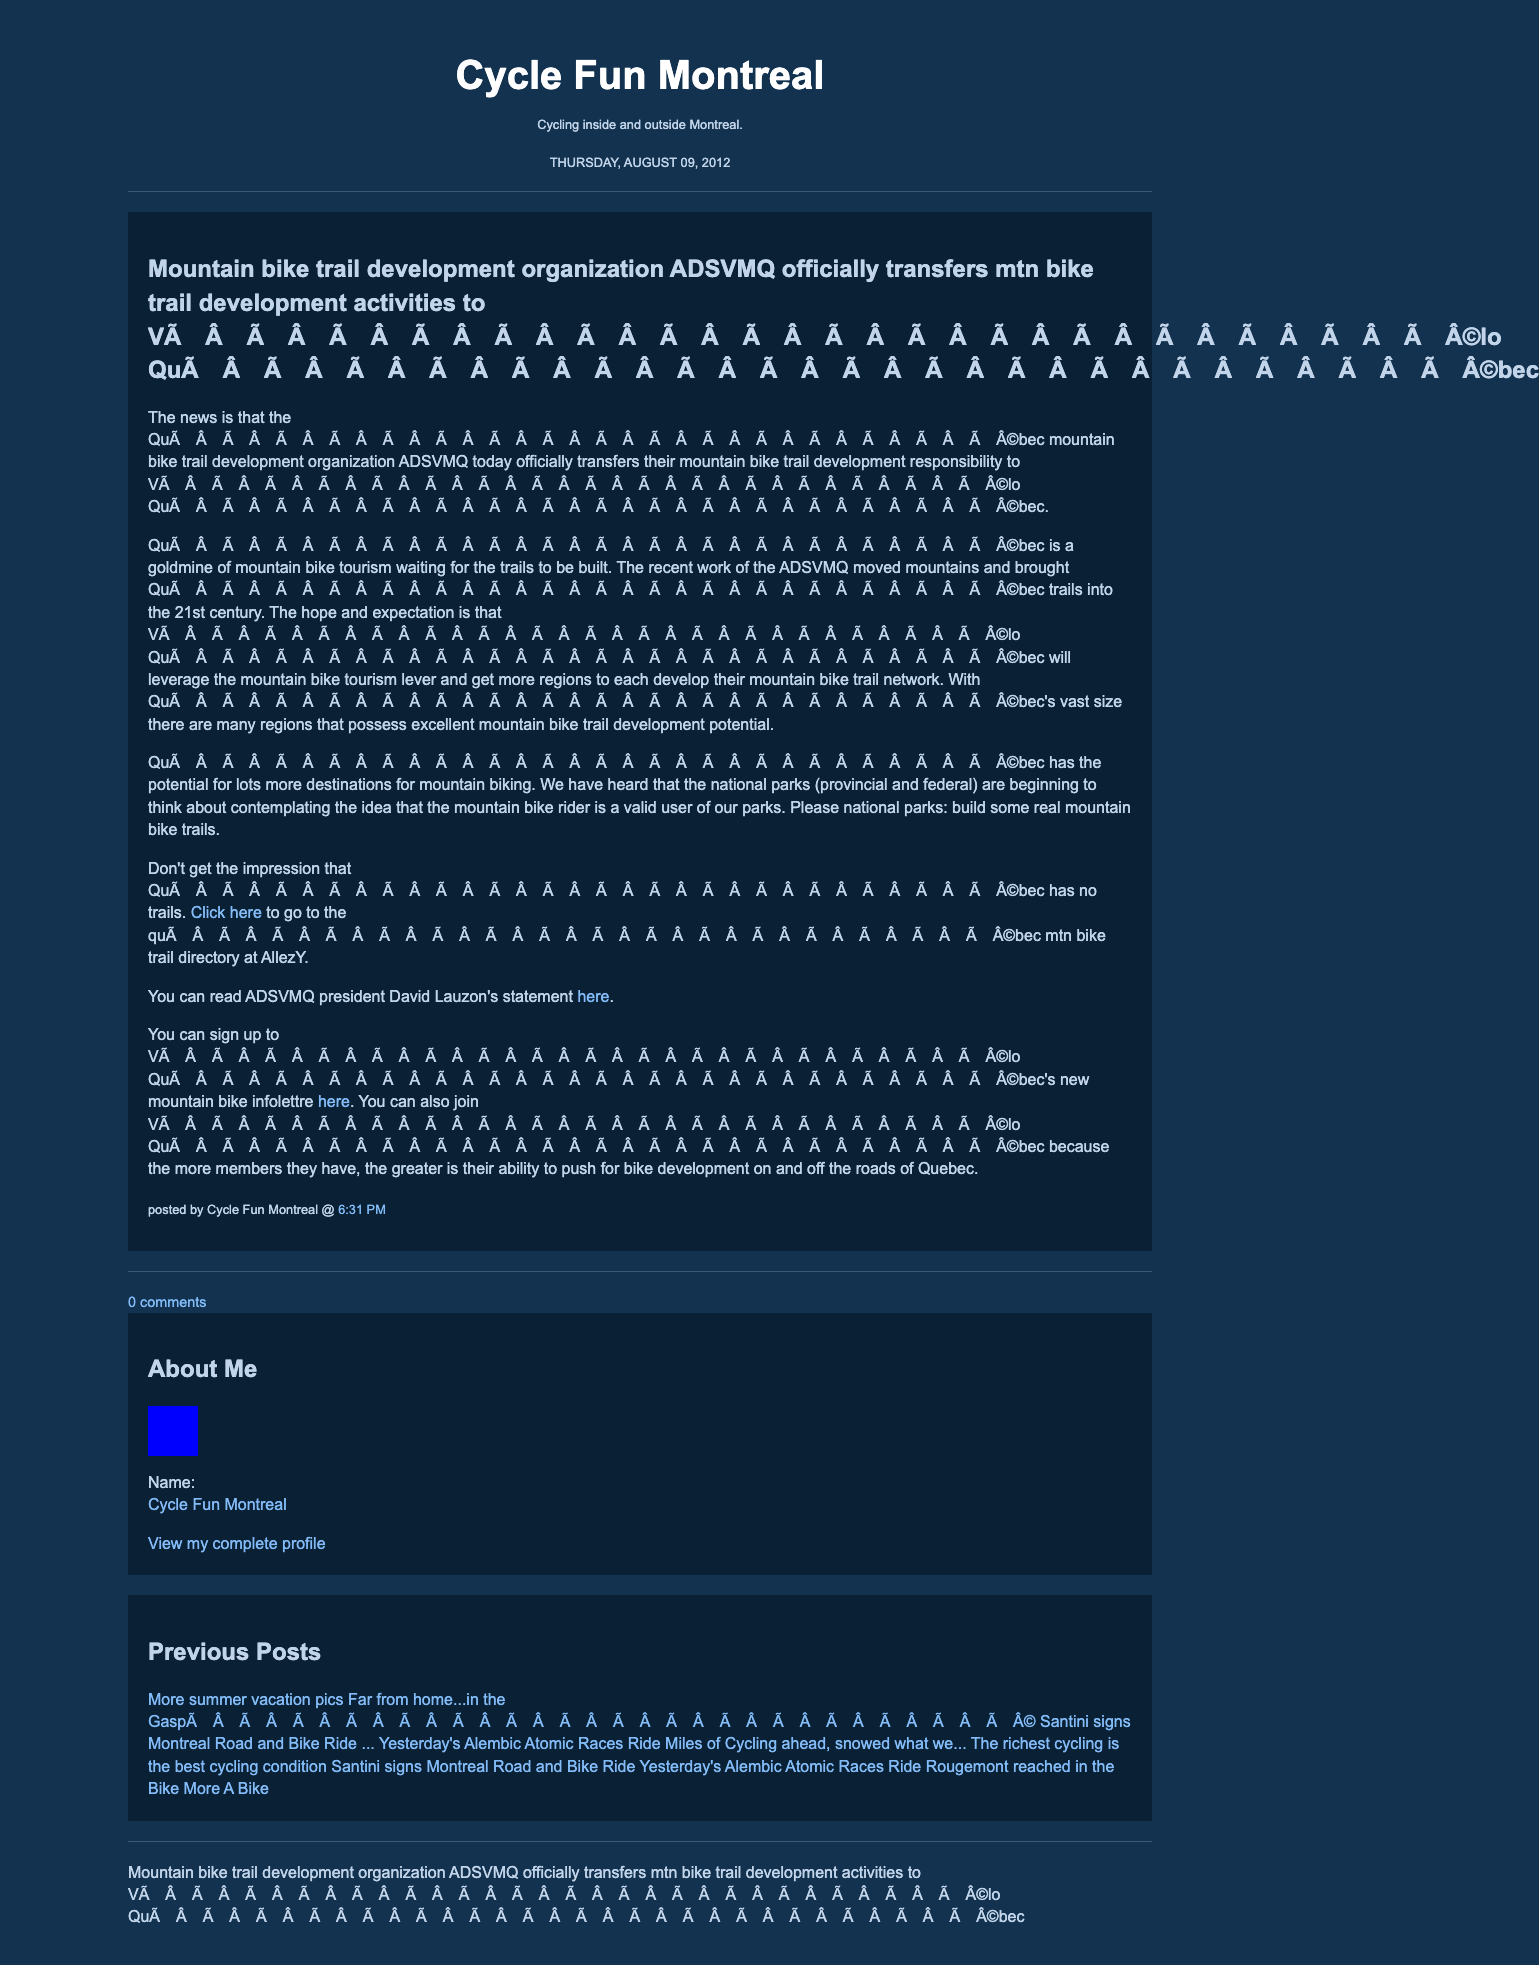 Cycle Fun Montreal
Cycling inside and outside Montreal.
THURSDAY, AUGUST 09, 2012
Mountain bike trail development organization ADSVMQ officially transfers mtn bike
trail development activities to
VÃ Â Ã Â Ã Â Ã Â Ã Â Ã Â Ã Â Ã Â Ã Â Ã Â Ã Â Ã Â Ã Â Ã Â Ã Â Ã Â©lo
QuÃ Â Ã Â Ã Â Ã Â Ã Â Ã Â Ã Â Ã Â Ã Â Ã Â Ã Â Ã Â Ã Â Ã Â Ã Â Ã Â©bec
The news is that the
QuÃ Â Ã Â Ã Â Ã Â Ã Â Ã Â Ã Â Ã Â Ã Â Ã Â Ã Â Ã Â Ã Â Ã Â Ã Â Ã Â©bec mountain
bike trail development organization ADSVMQ today officially transfers their mountain bike trail development responsibility to
VÃ Â Ã Â Ã Â Ã Â Ã Â Ã Â Ã Â Ã Â Ã Â Ã Â Ã Â Ã Â Ã Â Ã Â Ã Â Ã Â©lo
QuÃ Â Ã Â Ã Â Ã Â Ã Â Ã Â Ã Â Ã Â Ã Â Ã Â Ã Â Ã Â Ã Â Ã Â Ã Â Ã Â©bec.
QuÃ Â Ã Â Ã Â Ã Â Ã Â Ã Â Ã Â Ã Â Ã Â Ã Â Ã Â Ã Â Ã Â Ã Â Ã Â Ã Â©bec is a
goldmine of mountain bike tourism waiting for the trails to be built. The recent work of the ADSVMQ moved mountains and brought
QuÃ Â Ã Â Ã Â Ã Â Ã Â Ã Â Ã Â Ã Â Ã Â Ã Â Ã Â Ã Â Ã Â Ã Â Ã Â Ã Â©bec trails into
the 21st century. The hope and expectation is that
VÃ Â Ã Â Ã Â Ã Â Ã Â Ã Â Ã Â Ã Â Ã Â Ã Â Ã Â Ã Â Ã Â Ã Â Ã Â Ã Â©lo
QuÃ Â Ã Â Ã Â Ã Â Ã Â Ã Â Ã Â Ã Â Ã Â Ã Â Ã Â Ã Â Ã Â Ã Â Ã Â Ã Â©bec will
leverage the mountain bike tourism lever and get more regions to each develop their mountain bike trail network. With
QuÃ Â Ã Â Ã Â Ã Â Ã Â Ã Â Ã Â Ã Â Ã Â Ã Â Ã Â Ã Â Ã Â Ã Â Ã Â Ã Â©bec's vast size
there are many regions that possess excellent mountain bike trail development potential.
QuÃ Â Ã Â Ã Â Ã Â Ã Â Ã Â Ã Â Ã Â Ã Â Ã Â Ã Â Ã Â Ã Â Ã Â Ã Â Ã Â©bec has the
potential for lots more destinations for mountain biking. We have heard that the national parks (provincial and federal) are beginning to
think about contemplating the idea that the mountain bike rider is a valid user of our parks. Please national parks: build some real mountain
bike trails.
Don't get the impression that
QuÃ Â Ã Â Ã Â Ã Â Ã Â Ã Â Ã Â Ã Â Ã Â Ã Â Ã Â Ã Â Ã Â Ã Â Ã Â Ã Â©bec has no
trails. Click here to go to the
quÃ Â Ã Â Ã Â Ã Â Ã Â Ã Â Ã Â Ã Â Ã Â Ã Â Ã Â Ã Â Ã Â Ã Â Ã Â Ã Â©bec mtn bike
trail directory at AllezY.
You can read ADSVMQ president David Lauzon's statement here.
You can sign up to
VÃ Â Ã Â Ã Â Ã Â Ã Â Ã Â Ã Â Ã Â Ã Â Ã Â Ã Â Ã Â Ã Â Ã Â Ã Â Ã Â©lo
QuÃ Â Ã Â Ã Â Ã Â Ã Â Ã Â Ã Â Ã Â Ã Â Ã Â Ã Â Ã Â Ã Â Ã Â Ã Â Ã Â©bec's new
mountain bike infolettre here. You can also join
VÃ Â Ã Â Ã Â Ã Â Ã Â Ã Â Ã Â Ã Â Ã Â Ã Â Ã Â Ã Â Ã Â Ã Â Ã Â Ã Â©lo
QuÃ Â Ã Â Ã Â Ã Â Ã Â Ã Â Ã Â Ã Â Ã Â Ã Â Ã Â Ã Â Ã Â Ã Â Ã Â Ã Â©bec because
the more members they have, the greater is their ability to push for bike development on and off the roads of Quebec.
posted by Cycle Fun Montreal @ 6:31 PM
0 comments
About Me
Name:
Cycle Fun Montreal
View my complete profile
Previous Posts
More summer vacation pics Far from home...in the
GaspÃ Â Ã Â Ã Â Ã Â Ã Â Ã Â Ã Â Ã Â Ã Â Ã Â Ã Â Ã Â Ã Â Ã Â Ã Â Ã Â© Santini signs
Montreal Road and Bike Ride ... Yesterday's Alembic Atomic Races Ride Miles of Cycling ahead, snowed what we... The richest cycling is
the best cycling condition Santini signs Montreal Road and Bike Ride Yesterday's Alembic Atomic Races Ride Rougemont reached in the
Bike More A Bike
Mountain bike trail development organization ADSVMQ officially transfers mtn bike trail development activities to
VÃ Â Ã Â Ã Â Ã Â Ã Â Ã Â Ã Â Ã Â Ã Â Ã Â Ã Â Ã Â Ã Â Ã Â Ã Â Ã Â©lo
QuÃ Â Ã Â Ã Â Ã Â Ã Â Ã Â Ã Â Ã Â Ã Â Ã Â Ã Â Ã Â Ã Â Ã Â Ã Â Ã Â©bec